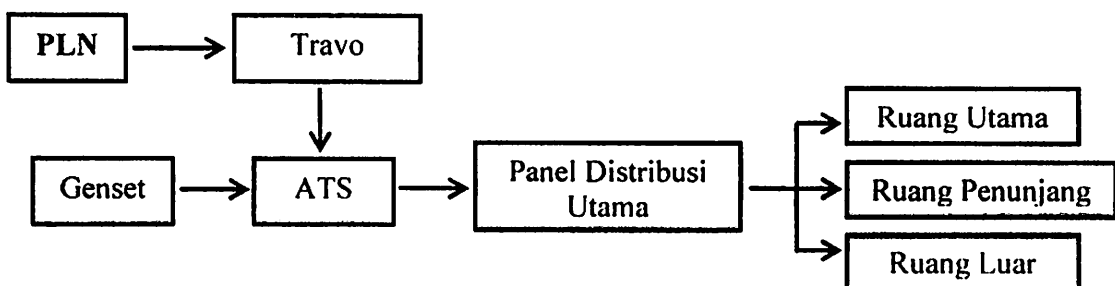 PLN
Travo
Genset
ATS
Panel Distribusi
Utama
Ruang Utama
Ruang Penunjang
Ruang Luar